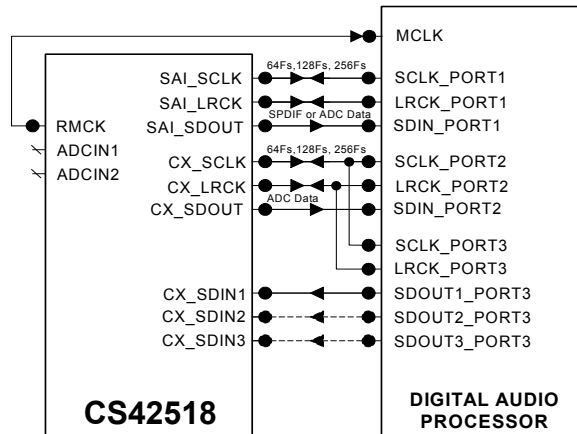 MCLK
64Fs,128Fs, 256Fs
SAI_SCLK
SCLK_PORT1
SAI_LRCK
LRCK_PORT1
SPDIF or ADC Data
RMCK
SAI_SDOUT
SDIN_PORT1
ADCIN1
64Fs,128Fs, 256Fs
CX_SCLK
SCLK_PORT2
ADCIN2
CX_LRCK
LRCK_PORT2
ADC Data
CX_SDOUT
SDIN_PORT2
SCLK_PORT3
LRCK_PORT3
CX_SDIN1
SDOUT1_PORT3
CX_SDIN2
SDOUT2_PORT3
CX_SDIN3
SDOUT3_PORT3
CS42518
DIGITAL AUDIO
PROCESSOR